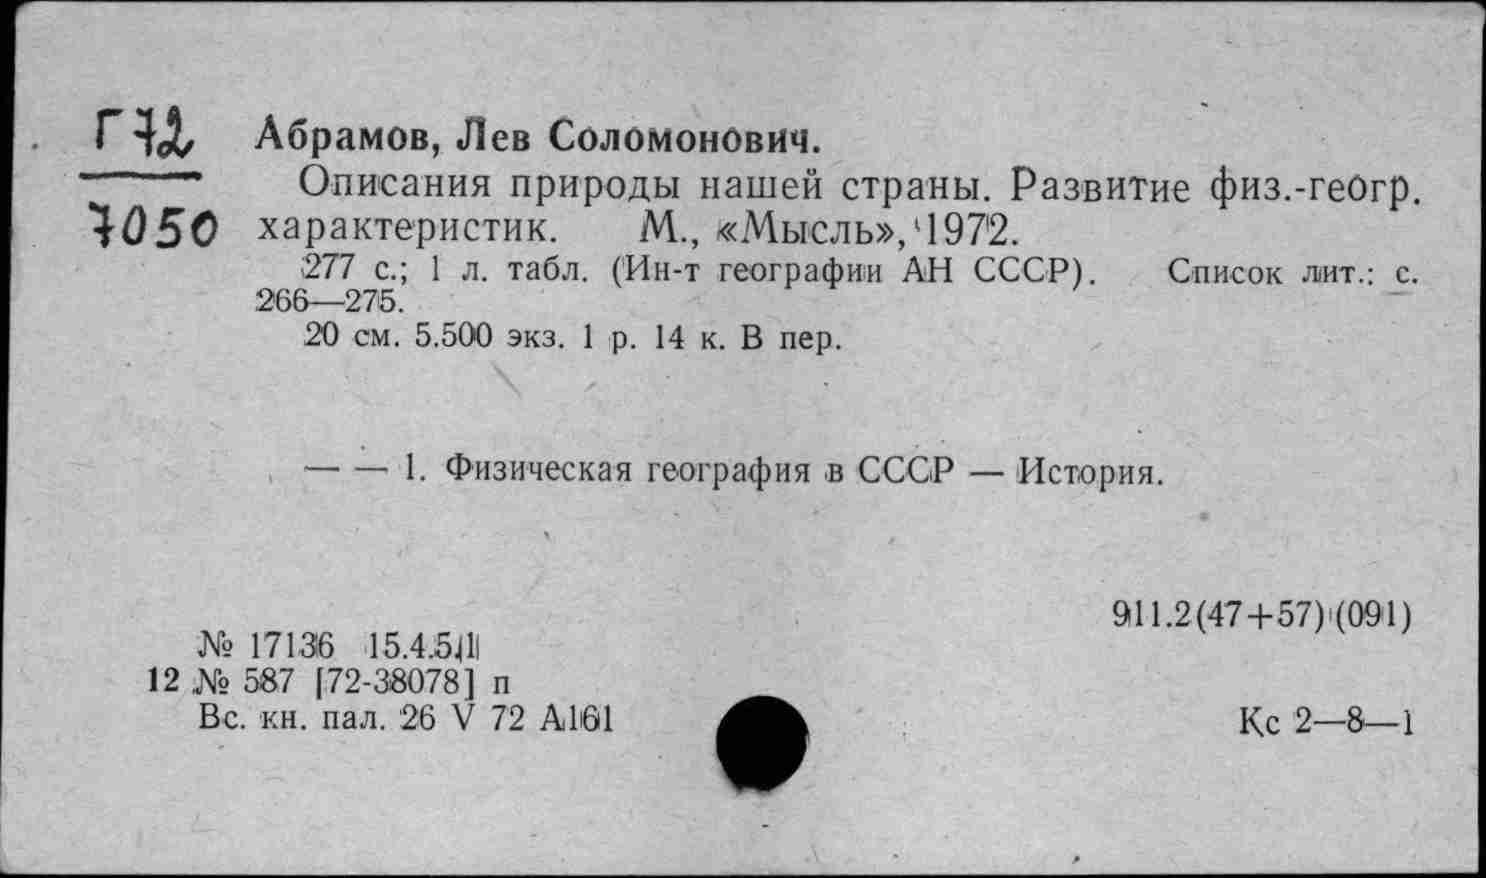 Г72 Абрамов, Лев Соломонович.
Описания природы нашей страны. Развитие физ.-геогр.
7050 характеристик. М., «Мысль», 1972.
277 с.; 1 л. табл. (Ин-т географии АН СССР). Список лит.: с.
266—275.
20 см. 5.500 экз. 1 р. 14 к. В пер.
— — 1. Физическая география в СССР — История.
911.2(47+57)(091)
№ 17136 15.4.541
12 № 587 [72-38078] п
Вс. кн. пал. 26 V 72 А161
Кс 2—8—1